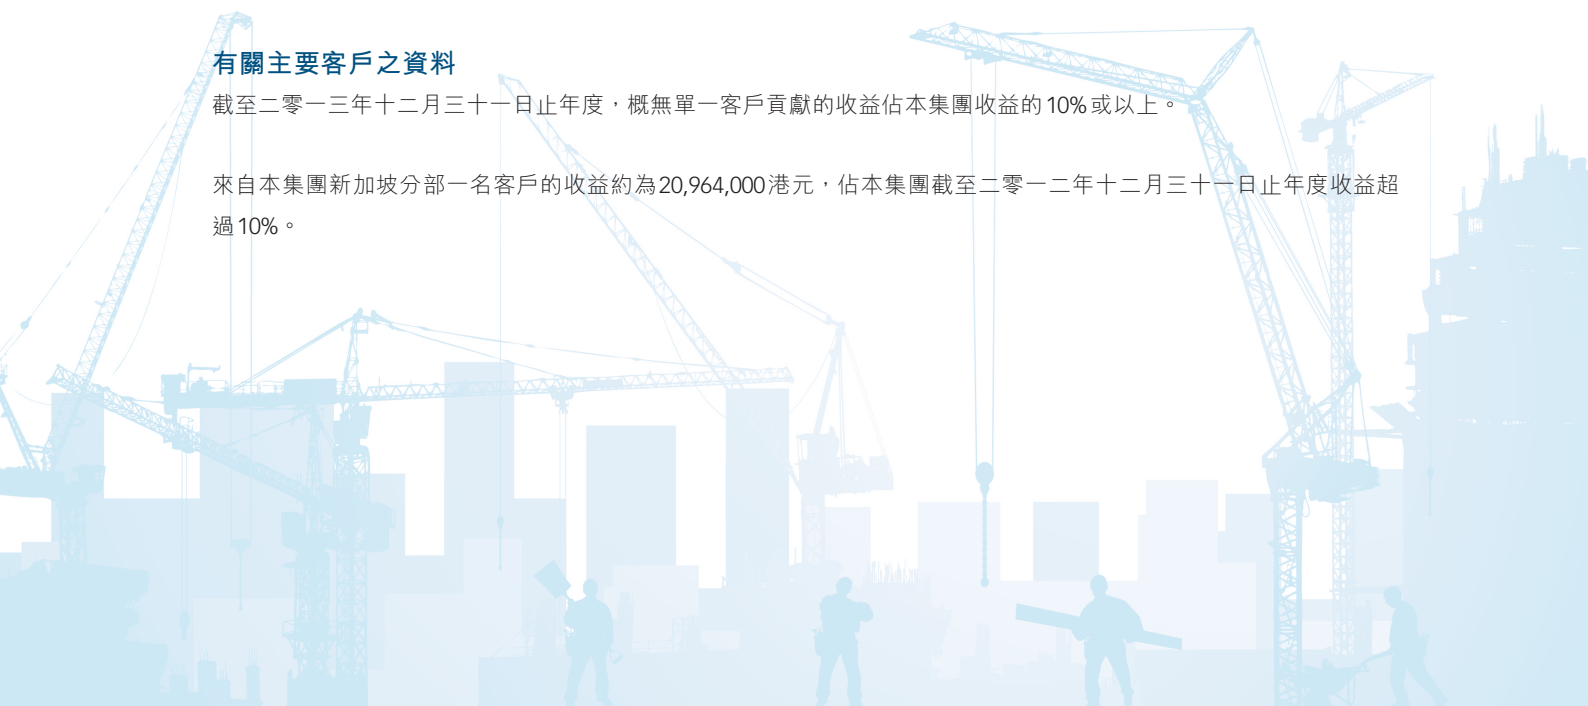 有關主要客戶之資料
截至二零一三年十二月三十一日止年度，概無單一客戶貢獻的收益佔本集團收益的10%或以上。
來自本集團新加坡分部一名客戶的收益約為20,964,000港元，佔本集團截至二零一二年十二月三十一日止年度收益超
過10%。